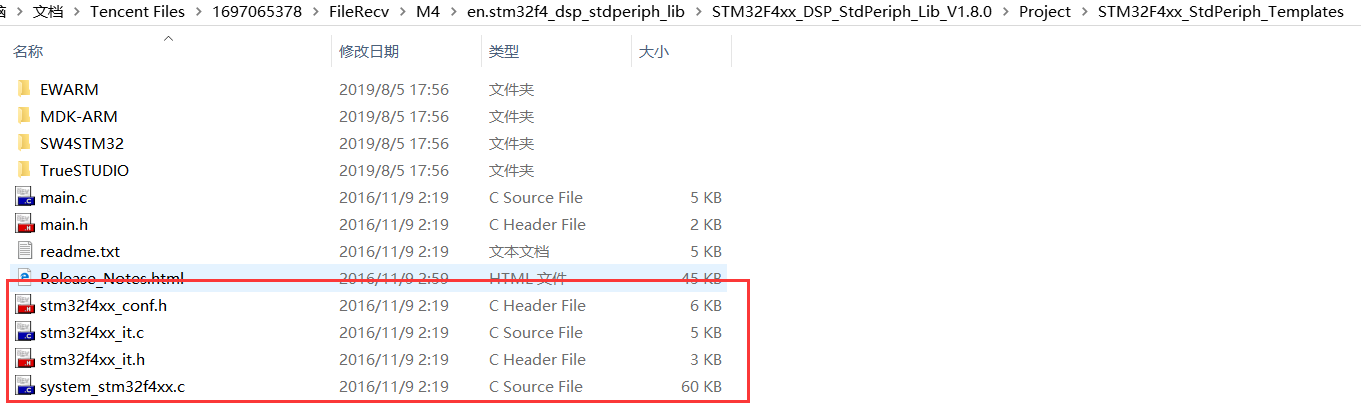 文档 > Tencent Files > 1697065378 > FileRecv > M4 > en.stm32f4_dsp_stdperiph_lib > STM32F4xx_DSP_StdPeriph_Lib_V1.8.0 > Project > STM32F4xx_StdPeriph_Templates
名称 修改日期 类型 大小
EWARM 2019/8/5 17:56 文件夹
MDK-ARM 2019/8/5 17:56 文件夹
SW4STM32 2019/8/5 17:56 文件夹
TrueSTUDIO 2019/8/5 17:56 文件夹
main.c 2016/11/9 2:19 C Source File 5 KB
main.h 2016/11/9 2:19 C Header File 2 KB
readme.txt 2016/11/9 2:19 文本文档 5 KB
Release_Notes.html 2016/11/9 2:59 HTML 文件 45 KB
stm32f4xx_conf.h 2016/11/9 2:19 C Header File 6 KB
stm32f4xx_it.c 2016/11/9 2:19 C Source File 5 KB
stm32f4xx_it.h 2016/11/9 2:19 C Header File 3 KB
system_stm32f4xx.c 2016/11/9 2:19 C Source File 60 KB